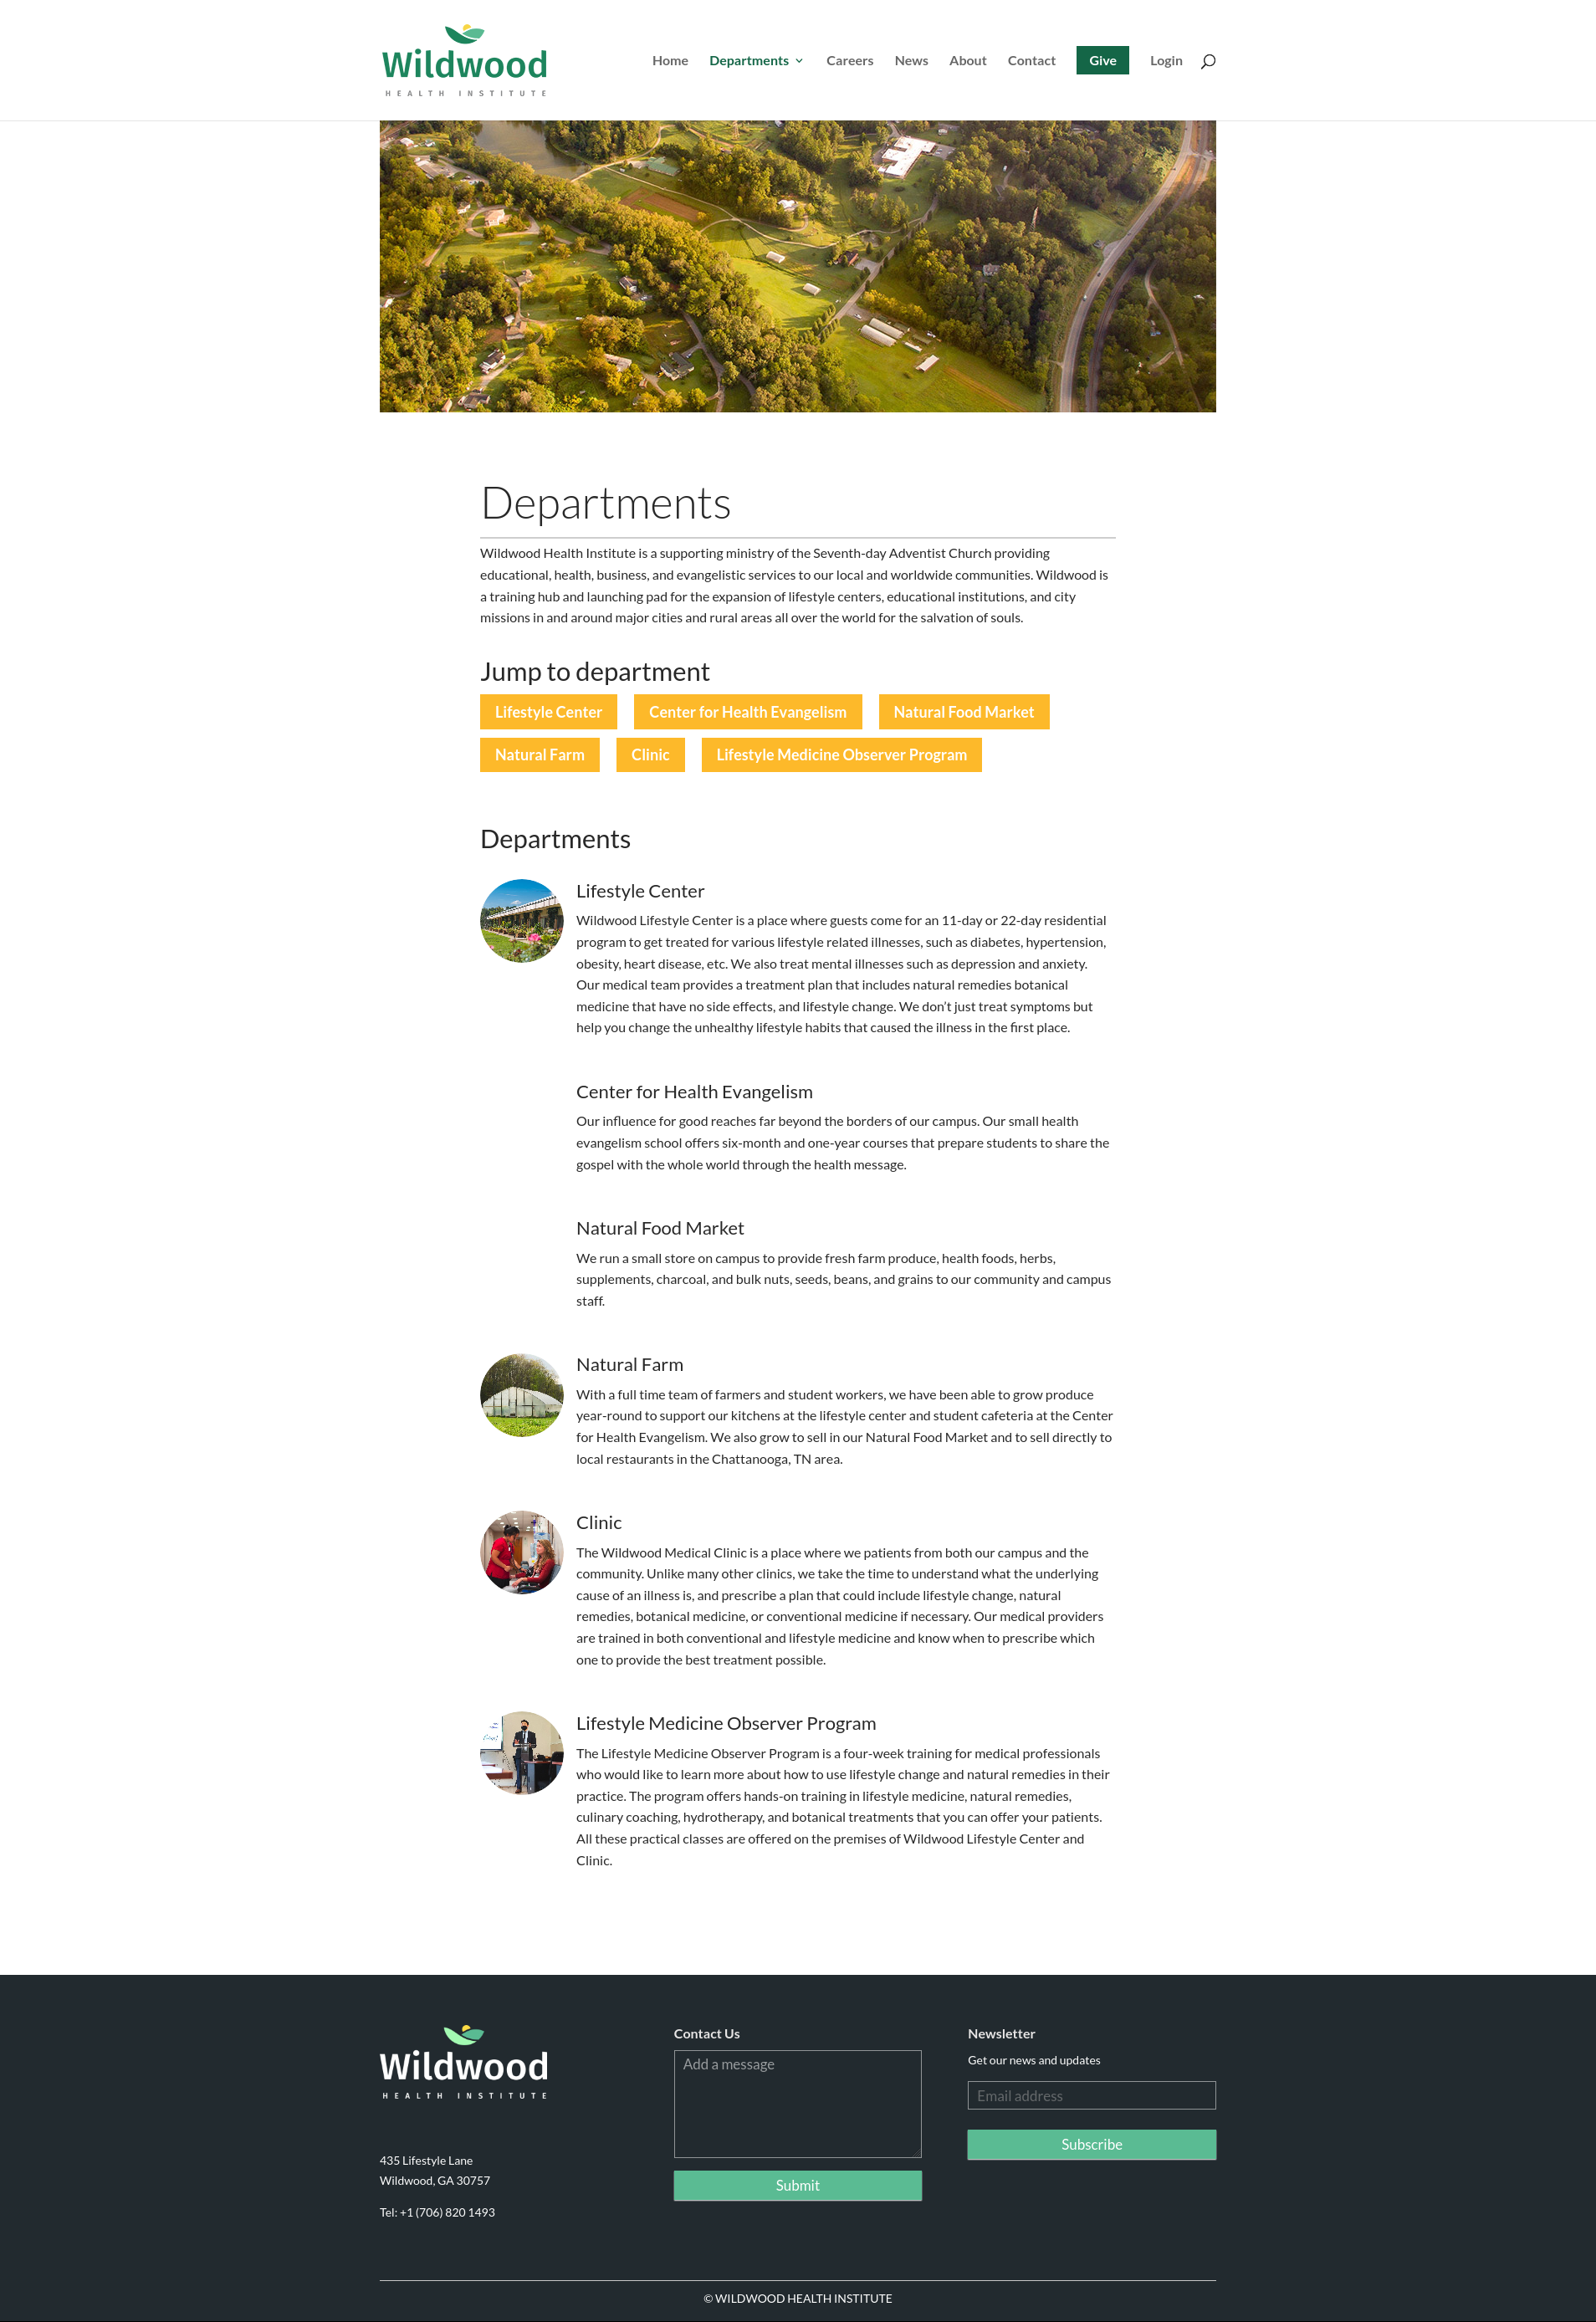 Wildwood
HEALTH INSTITUTE
Home
Departments
Careers
News
About
Contact
Give
Login
Departments
Wildwood Health Institute is a supporting ministry of the Seventh-day Adventist Church providing
educational, health, business, and evangelistic services to our local and worldwide communities. Wildwood is
a training hub and launching pad for the expansion of lifestyle centers, educational institutions, and city
missions in and around major cities and rural areas all over the world for the salvation of souls.
Jump to department
Lifestyle Center
Center for Health Evangelism
Natural Food Market
Natural Farm
Clinic
Lifestyle Medicine Observer Program
Departments
Lifestyle Center
Wildwood Lifestyle Center is a place where guests come for an 11-day or 22-day residential
program to get treated for various lifestyle related illnesses, such as diabetes, hypertension,
obesity, heart disease, etc. We also treat mental illnesses such as depression and anxiety.
Our medical team provides a treatment plan that includes natural remedies botanical
medicine that have no side effects, and lifestyle change. We don’t just treat symptoms but
help you change the unhealthy lifestyle habits that caused the illness in the first place.
Center for Health Evangelism
Our influence for good reaches far beyond the borders of our campus. Our small health
evangelism school offers six-month and one-year courses that prepare students to share the
gospel with the whole world through the health message.
Natural Food Market
We run a small store on campus to provide fresh farm produce, health foods, herbs,
supplements, charcoal, and bulk nuts, seeds, beans, and grains to our community and campus
staff.
Natural Farm
With a full time team of farmers and student workers, we have been able to grow produce
year-round to support our kitchens at the lifestyle center and student cafeteria at the Center
for Health Evangelism. We also grow to sell in our Natural Food Market and to sell directly to
local restaurants in the Chattanooga, TN area.
Clinic
The Wildwood Medical Clinic is a place where we patients from both our campus and the
community. Unlike many other clinics, we take the time to understand what the underlying
cause of an illness is, and prescribe a plan that could include lifestyle change, natural
remedies, botanical medicine, or conventional medicine if necessary. Our medical providers
are trained in both conventional and lifestyle medicine and know when to prescribe which
one to provide the best treatment possible.
Lifestyle Medicine Observer Program
The Lifestyle Medicine Observer Program is a four-week training for medical professionals
who would like to learn more about how to use lifestyle change and natural remedies in their
practice. The program offers hands-on training in lifestyle medicine, natural remedies,
culinary coaching, hydrotherapy, and botanical treatments that you can offer your patients.
All these practical classes are offered on the premises of Wildwood Lifestyle Center and
Clinic.
Wildwood
HEALTH INSTITUTE
435 Lifestyle Lane
Wildwood, GA 30757
Tel: +1 (706) 820 1493
Contact Us
Add a message
Submit
Newsletter
Get our news and updates
Email address
Subscribe
© WILDWOOD HEALTH INSTITUTE